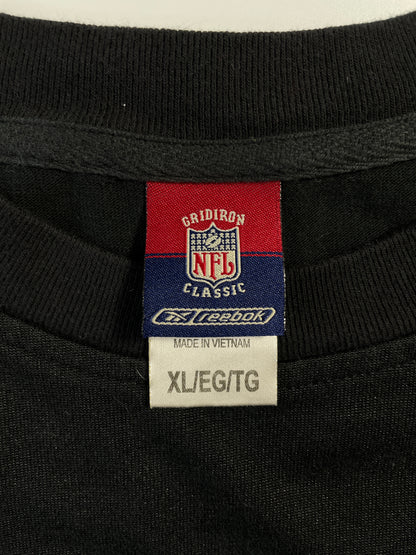 GRIDIRON
NFL
CLASSIC
Reebok
MADE IN VIETNAM
XL/EG/TG